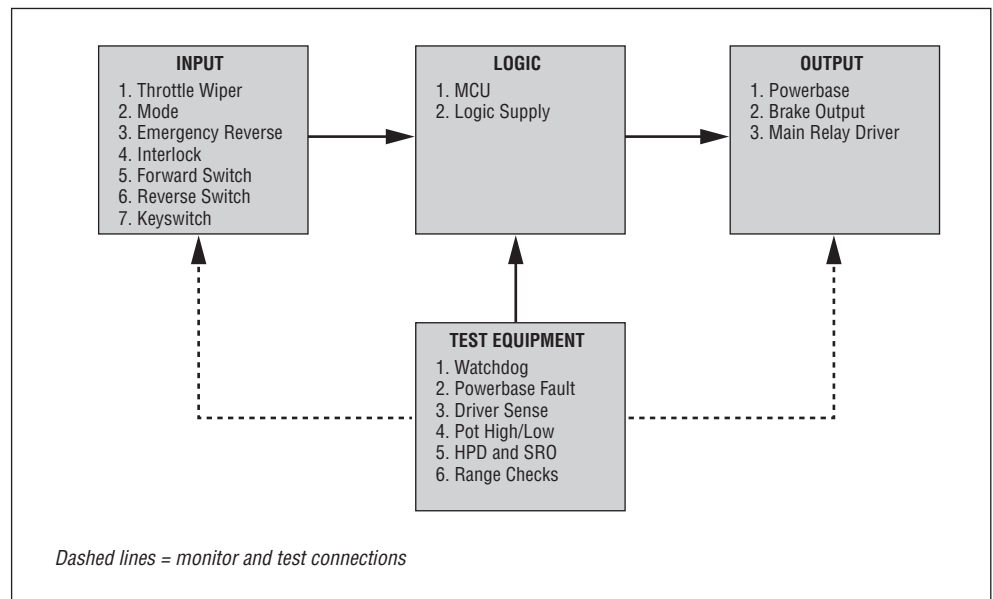 INPUT
1. Throttle Wiper
2. Mode
3. Emergency Reverse
4. Interlock
5. Forward Switch
6. Reverse Switch
7. Keyswitch
LOGIC
1. MCU
2. Logic Supply
OUTPUT
1. Powerbase
2. Brake Output
3. Main Relay Driver
TEST EQUIPMENT
1. Watchdog
2. Powerbase Fault
3. Driver Sense
4. Pot High/Low
5. HPD and SRO
6. Range Checks
Dashed lines = monitor and test connections